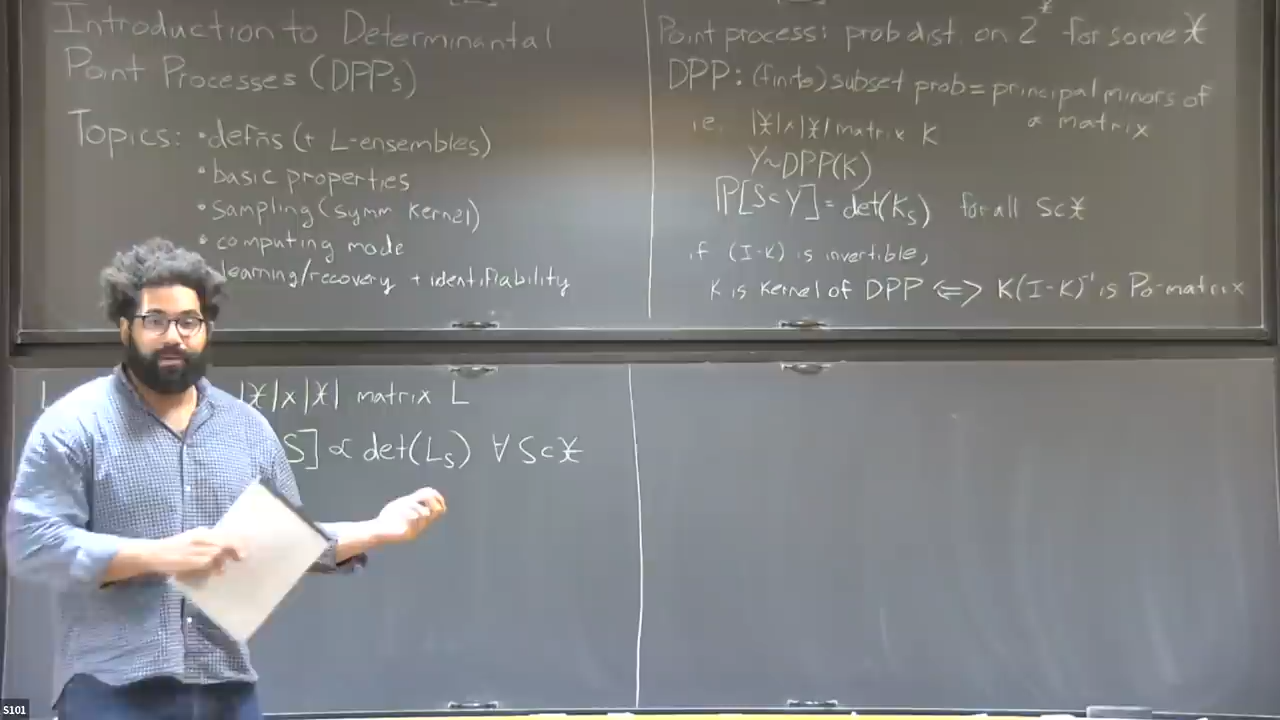 Introduction to Determinantal
Point Processes (DPPs)
Topics: • defns (+ L-ensembles)
• basic properties
• sampling (symm kernel)
• computing mode
learning/recovery + identifiability
Point process: prob dist. on 2^𝒳 for some 𝒳
DPP: (finite) subset prob = principal minors of
a matrix
i.e. |𝒳|×|𝒳| matrix K
Y~DPP(K)
ℙ[S⊂Y] = det(K_S) for all S⊂𝒳
if (I-K) is invertible,
K is kernel of DPP ⟺ K(I-K)⁻¹ is P₀-matrix
L |𝒳|×|𝒳| matrix L
S] ∝ det(L_S) ∀ S⊂𝒳
S101